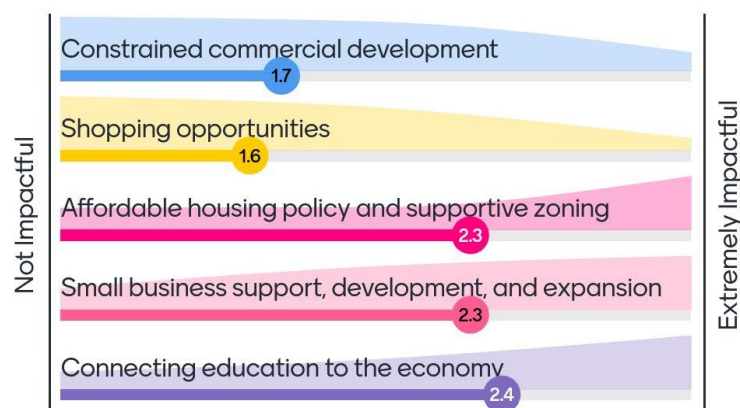 Not Impactful
Constrained commercial development
1.7
Shopping opportunities
1.6
Affordable housing policy and supportive zoning
2.3
Small business support, development, and expansion
2.3
Connecting education to the economy
2.4
Extremely Impactful